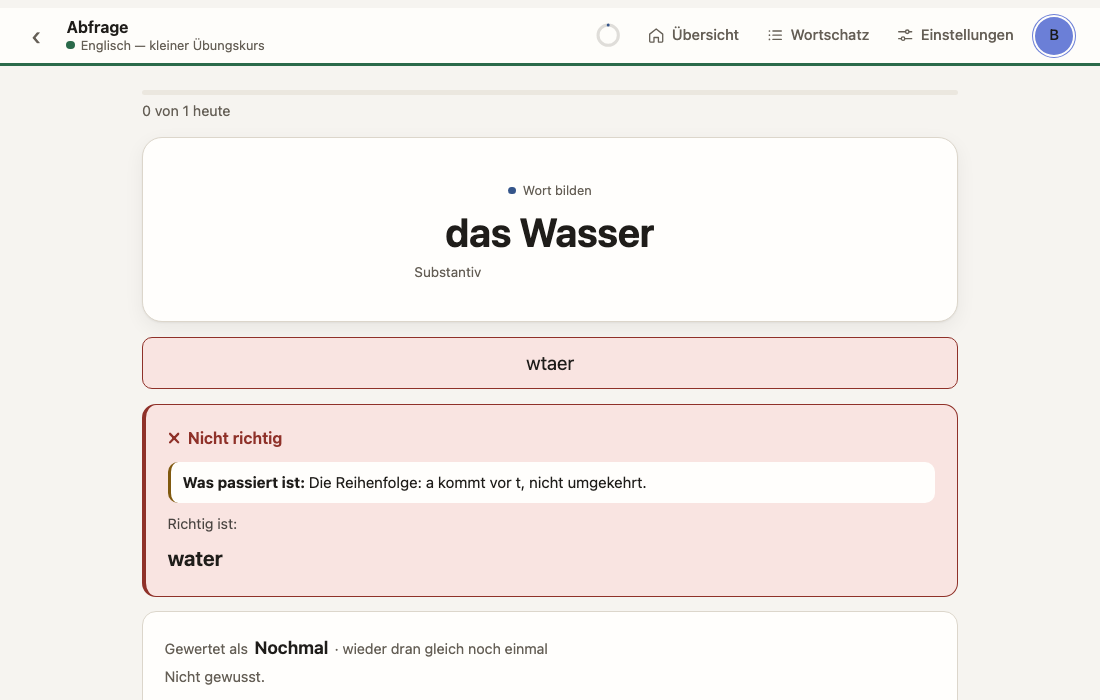 Abfrage
Englisch — kleiner Übungskurs
Übersicht
Wortschatz
Einstellungen
B
0 von 1 heute
Wort bilden
das Wasser
Substantiv
wtaer
Nicht richtig
Was passiert ist: Die Reihenfolge: a kommt vor t, nicht umgekehrt.
Richtig ist:
water
Gewertet als Nochmal · wieder dran gleich noch einmal
Nicht gewusst.